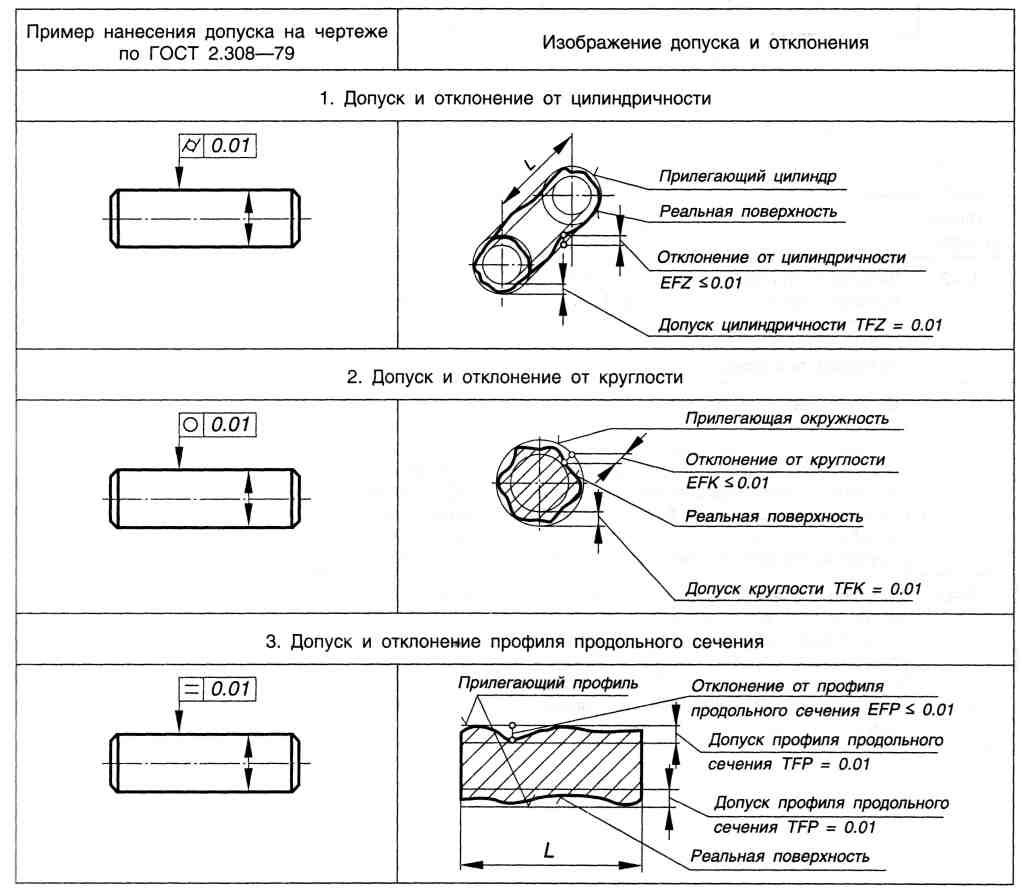 Пример нанесения допуска на чертеже
по ГОСТ 2.308—79
Изображение допуска и отклонения
1. Допуск и отклонение от цилиндричности
0.01
L
Прилегающий цилиндр
Реальная поверхность
Отклонение от цилиндричности
EFZ ≤ 0.01
Допуск цилиндричности TFZ = 0.01
2. Допуск и отклонение от круглости
0.01
Прилегающая окружность
Отклонение от круглости
EFK ≤ 0.01
Реальная поверхность
Допуск круглости TFK = 0.01
3. Допуск и отклонение профиля продольного сечения
0.01
Прилегающий профиль
Отклонение от профиля
продольного сечения EFP ≤ 0.01
Допуск профиля продольного
сечения TFP = 0.01
Допуск профиля продольного
сечения TFP = 0.01
L
Реальная поверхность